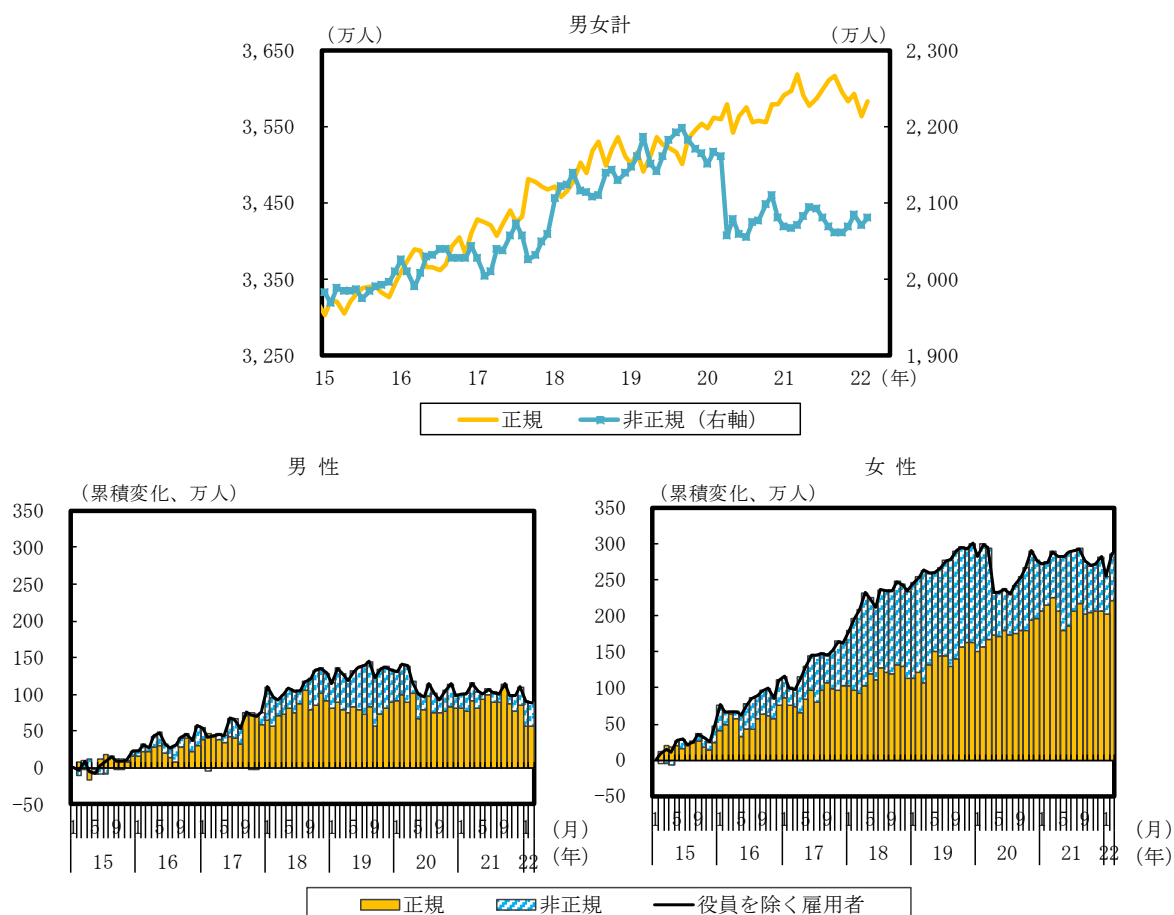 男女計
（万人）
（万人）
3,650
3,550
3,450
3,350
3,250
2,300
2,200
2,100
2,000
1,900
15 16 17 18 19 20 21 22（年）
正規 非正規（右軸）
男 性
（累積変化、万人）
350
300
250
200
150
100
50
0
−50
1 5 9 1 5 9 1 5 9 1 5 9 1 5 9 1 5 9 1 5 9 1 （月）
15 16 17 18 19 20 21 22 （年）
女 性
（累積変化、万人）
350
300
250
200
150
100
50
0
−50
1 5 9 1 5 9 1 5 9 1 5 9 1 5 9 1 5 9 1 5 9 1 （月）
15 16 17 18 19 20 21 22 （年）
正規 非正規 役員を除く雇用者